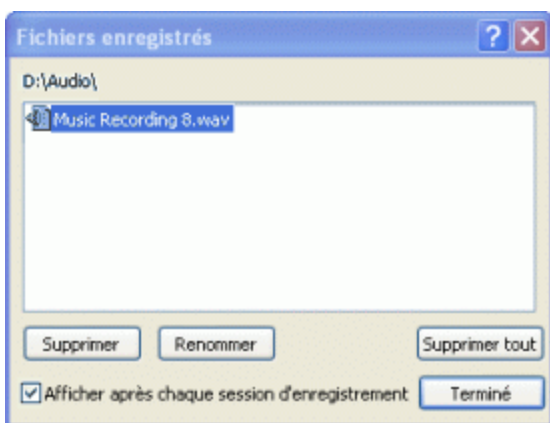 Fichiers enregistrés
D:\Audio\
Music Recording 8.wav
Supprimer Renommer Supprimer tout
Afficher après chaque session d'enregistrement Terminé